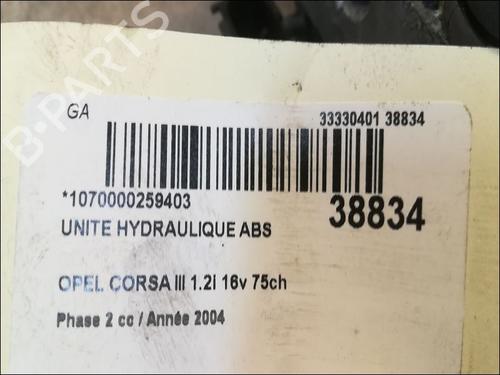 B-PARTS
GA
33330401 38834
*1070000259403
38834
UNITE HYDRAULIQUE ABS
OPEL CORSA III 1.2i 16v 75ch
Phase 2 cc / Année 2004